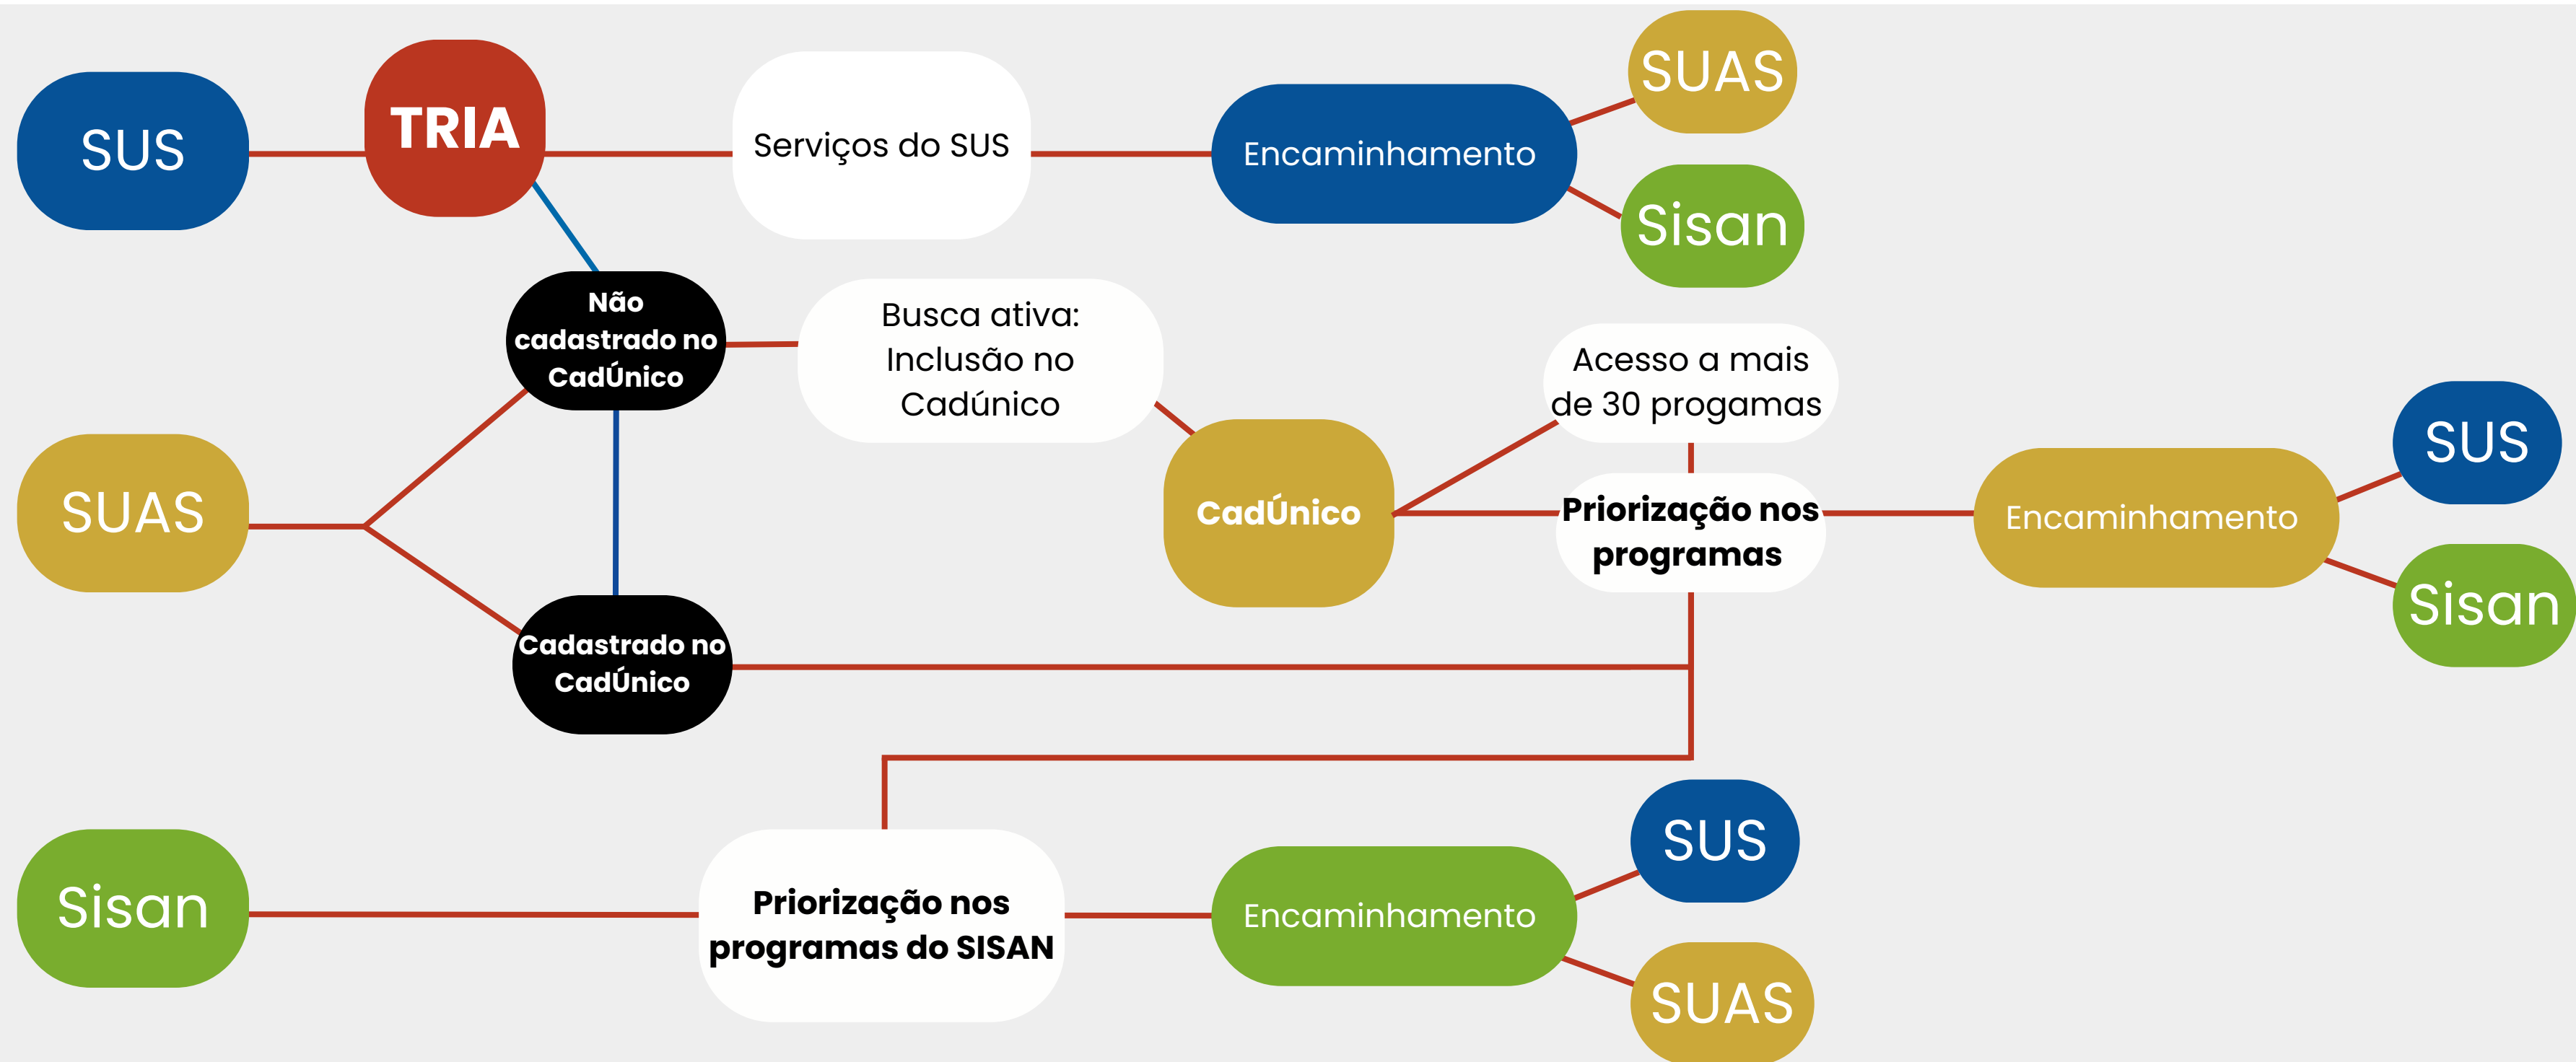 SUS
TRIA
Serviços do SUS
Encaminhamento
SUAS
Sisan
Não
cadastrado no
CadÚnico
Busca ativa:
Inclusão no
Cadúnico
SUAS
Cadastrado no
CadÚnico
CadÚnico
Acesso a mais
de 30 progamas
Priorização nos
programas
Encaminhamento
SUS
Sisan
Sisan
Priorização nos
programas do SISAN
Encaminhamento
SUS
SUAS